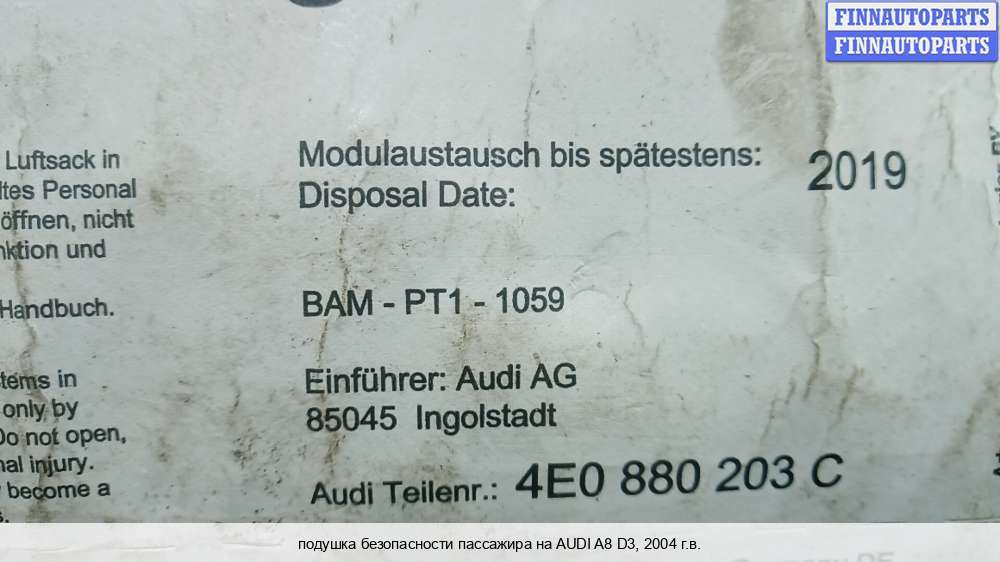 FINNAUTOPARTS
FINNAUTOPARTS
Luftsack in
ltes Personal
öffnen, nicht
nktion und
Handbuch.
tems in
only by
Do not open,
nal injury.
become a
Modulaustausch bis spätestens: 2019
Disposal Date:
BAM - PT1 - 1059
Einführer: Audi AG
85045 Ingolstadt
Audi Teilenr.: 4E0 880 203 C
подушка безопасности пассажира на AUDI A8 D3, 2004 г.в.